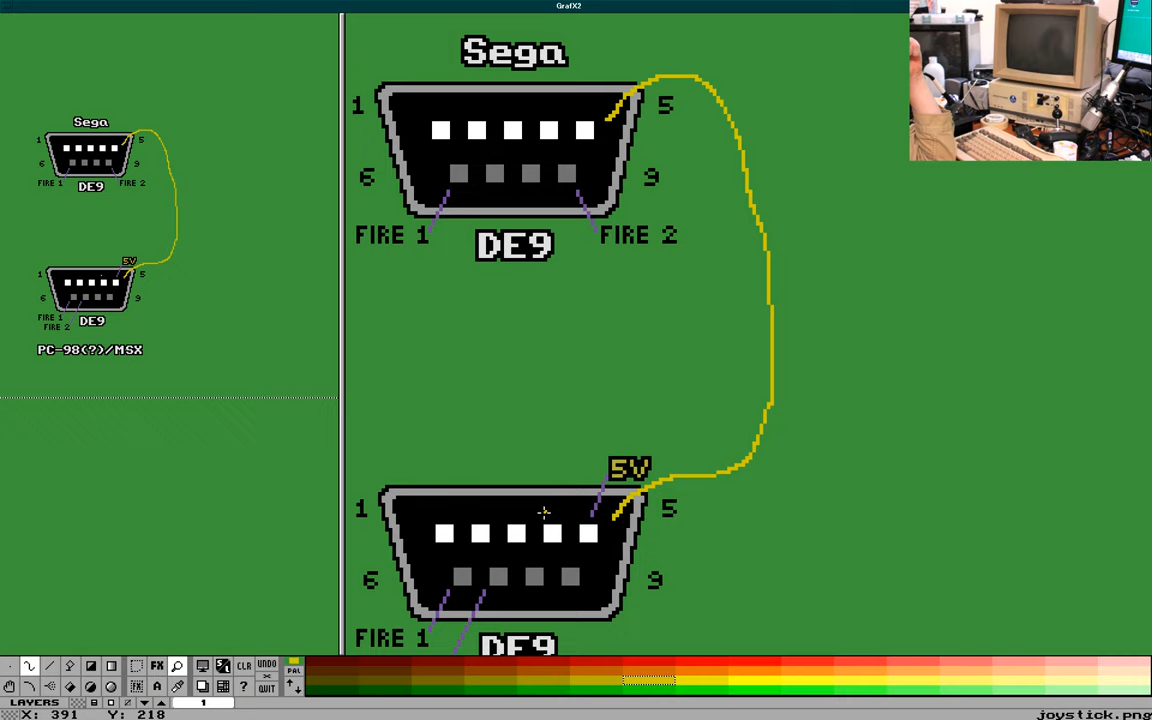 GrafX2
Sega
1 5
6 9
FIRE 1 FIRE 2
DE9
5V
1 5
6 9
FIRE 1
FIRE 2
DE9
PC-98(?)/MSX
Sega
1 5
6 9
FIRE 1 FIRE 2
DE9
5V
1 5
6 9
FIRE 1
DE9
FX CLR UNDO PAL
A ? QUIT
LAYERS 1
X: 391 Y: 218 joystick.png